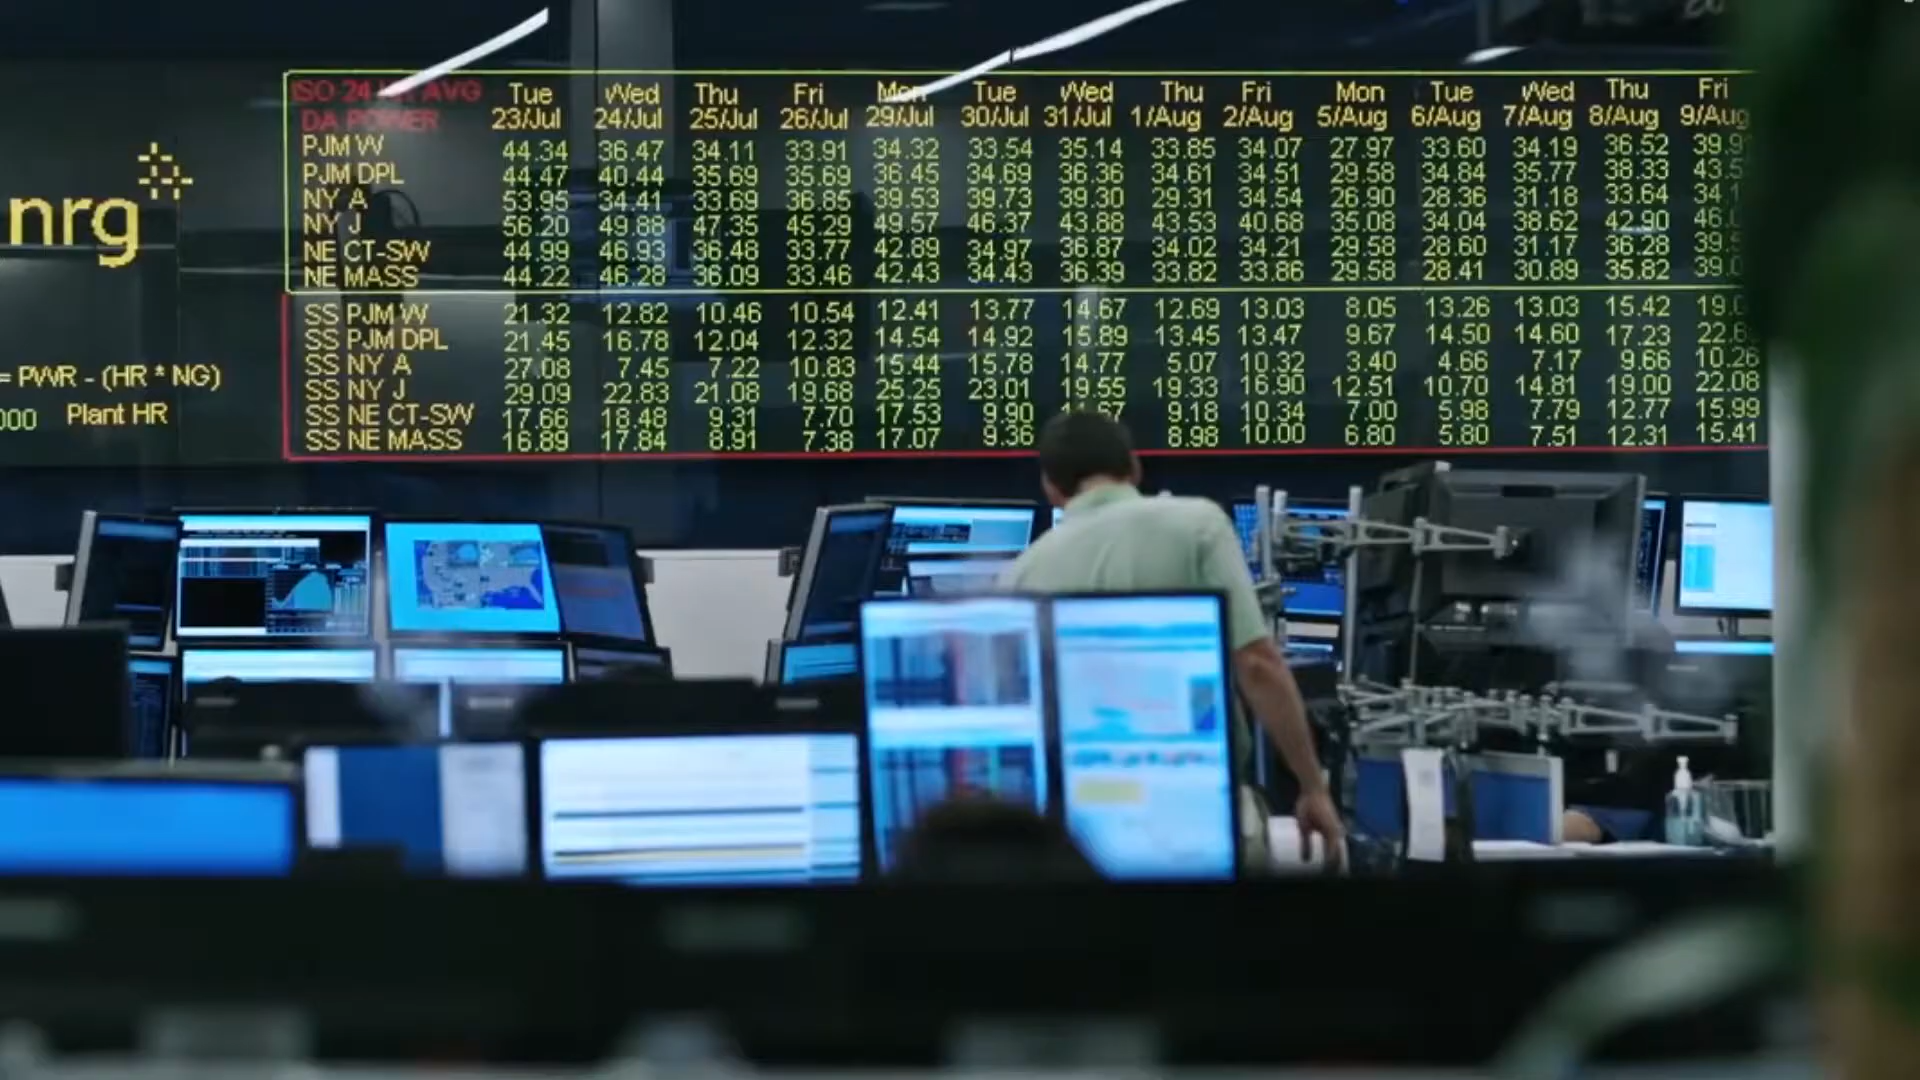 nrg
= PWR - (HR * NG)
000 Plant HR
ISO 24 AVG Tue Wed Thu Fri Mon Tue Wed Thu Fri Mon Tue Wed Thu Fri
DA POWER 23/Jul 24/Jul 25/Jul 26/Jul 29/Jul 30/Jul 31/Jul 1/Aug 2/Aug 5/Aug 6/Aug 7/Aug 8/Aug 9/Aug
PJM W 44.34 36.47 34.11 33.91 34.32 33.54 35.14 33.85 34.07 27.97 33.60 34.19 36.52 39.9
PJM DPL 44.47 40.44 35.69 35.69 36.45 34.69 36.36 34.61 34.51 29.58 34.84 35.77 38.33 43.5
NY A 53.95 34.41 33.69 36.85 39.53 39.73 39.30 29.31 34.54 26.90 28.36 31.18 33.64 34.1
NY J 56.20 49.88 47.35 45.29 49.57 46.37 43.88 43.53 40.68 35.08 34.04 38.62 42.90 46.
NE CT-SW 44.99 46.93 36.48 33.77 42.89 34.97 36.87 34.02 34.21 29.58 28.60 31.17 36.28 39.
NE MASS 44.22 46.28 36.09 33.46 42.43 34.43 36.39 33.82 33.86 29.58 28.41 30.89 35.82 39.0
SS PJM W 21.32 12.82 10.46 10.54 12.41 13.77 14.67 12.69 13.03 8.05 13.26 13.03 15.42 19.
SS PJM DPL 21.45 16.78 12.04 12.32 14.54 14.92 15.89 13.45 13.47 9.67 14.50 14.60 17.23 22.6
SS NY A 27.08 7.45 7.22 10.83 15.44 15.78 14.77 5.07 10.32 3.40 4.66 7.17 9.66 10.26
SS NY J 29.09 22.83 21.08 19.68 25.25 23.01 19.55 19.33 16.90 12.51 10.70 14.81 19.00 22.08
SS NE CT-SW 17.66 18.48 9.31 7.70 17.53 9.90 9.18 10.34 7.00 5.98 7.79 12.77 15.99
SS NE MASS 16.89 17.84 8.91 7.38 17.07 9.36 8.98 10.00 6.80 5.80 7.51 12.31 15.41